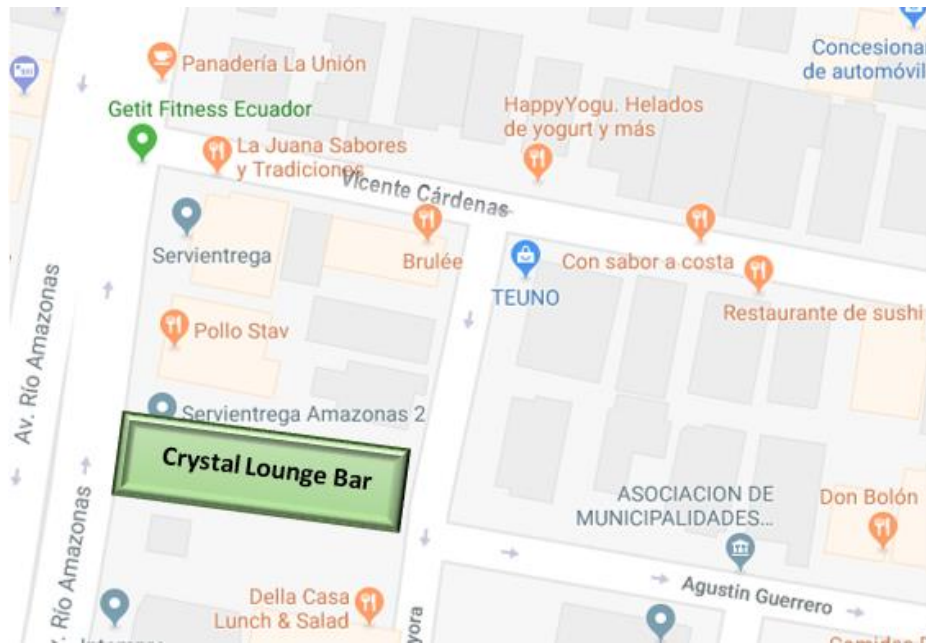 Concesionar
de automóvil
Panadería La Unión
Getit Fitness Ecuador
HappyYogu. Helados
de yogurt y más
La Juana Sabores
y Tradiciones
Vicente Cárdenas
Servientrega
Brulée
Con sabor a costa
TEUNO
Restaurante de sushi
Av. Río Amazonas
Pollo Stav
Servientrega Amazonas 2
Crystal Lounge Bar
ASOCIACION DE
MUNICIPALIDADES...
Don Bolón
Río Amazonas
Agustin Guerrero
Della Casa
Lunch & Salad
yora